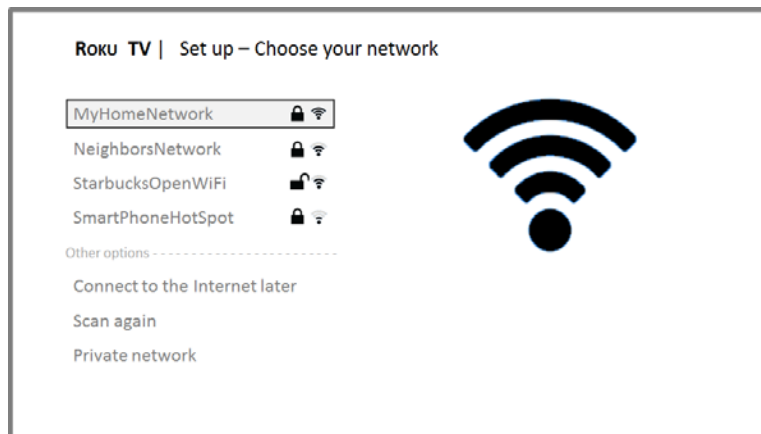 ROKU TV | Set up – Choose your network
MyHomeNetwork
NeighborsNetwork
StarbucksOpenWiFi
SmartPhoneHotSpot
Other options - - - - - - - - - - - - - - - - - - - - - - - -
Connect to the Internet later
Scan again
Private network